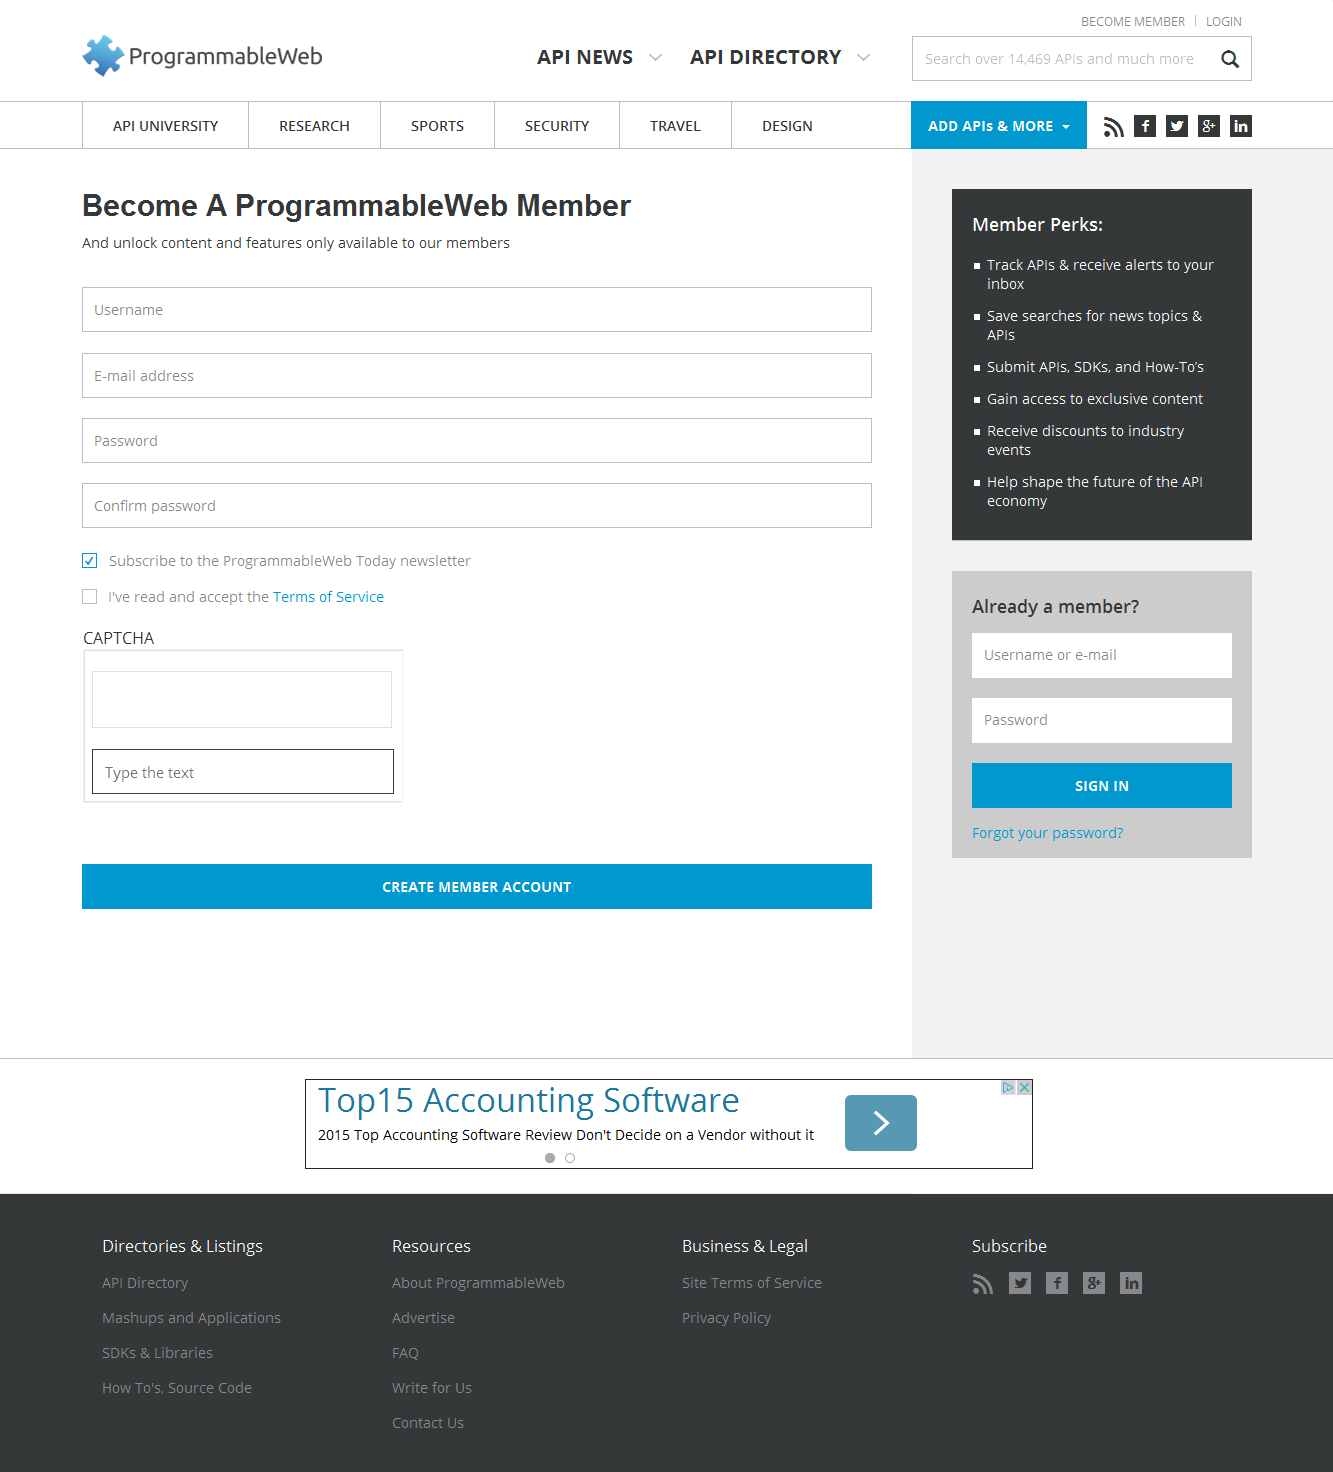 BECOME MEMBER LOGIN
ProgrammableWeb
API NEWS API DIRECTORY
Search over 14,469 APIs and much more
API UNIVERSITY RESEARCH SPORTS SECURITY TRAVEL DESIGN
ADD APIs & MORE
Become A ProgrammableWeb Member
And unlock content and features only available to our members
Username
E-mail address
Password
Confirm password
Subscribe to the ProgrammableWeb Today newsletter
I've read and accept the Terms of Service
CAPTCHA
Type the text
CREATE MEMBER ACCOUNT
Member Perks:
Track APIs & receive alerts to your
inbox
Save searches for news topics &
APIs
Submit APIs, SDKs, and How-To's
Gain access to exclusive content
Receive discounts to industry
events
Help shape the future of the API
economy
Already a member?
Username or e-mail
Password
SIGN IN
Forgot your password?
Top15 Accounting Software
2015 Top Accounting Software Review Don't Decide on a Vendor without it
Directories & Listings
API Directory
Mashups and Applications
SDKs & Libraries
How To's, Source Code
Resources
About ProgrammableWeb
Advertise
FAQ
Write for Us
Contact Us
Business & Legal
Site Terms of Service
Privacy Policy
Subscribe